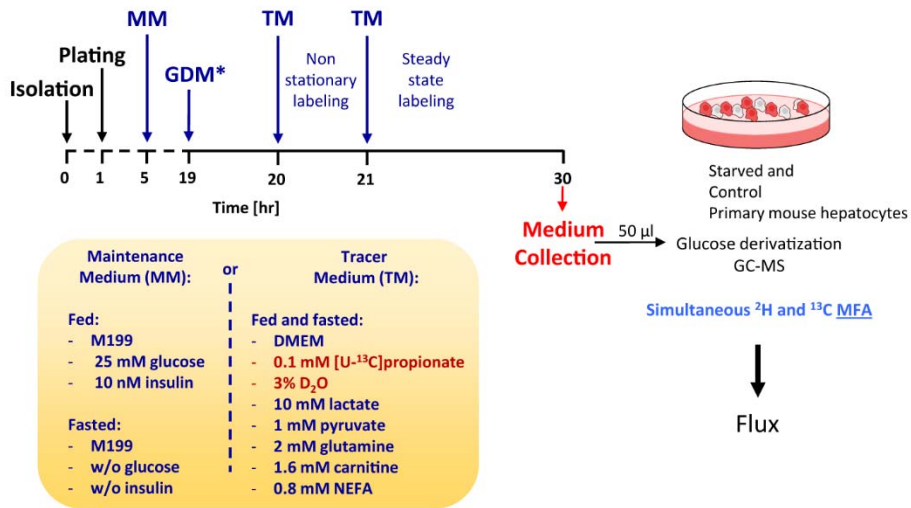 MM
TM
TM
Plating
Isolation
GDM*
Non
stationary
labeling
Steady
state
labeling
0
1
5
19
20
21
30
Time [hr]
Medium
Collection
50 µl
Starved and
Control
Primary mouse hepatocytes
Glucose derivatization
GC-MS
Simultaneous ²H and ¹³C MFA
Flux
Maintenance
Medium (MM):
Fed:
- M199
- 25 mM glucose
- 10 nM insulin
Fasted:
- M199
- w/o glucose
- w/o insulin
or
Tracer
Medium (TM):
Fed and fasted:
- DMEM
- 0.1 mM [U-¹³C]propionate
- 3% D₂O
- 10 mM lactate
- 1 mM pyruvate
- 2 mM glutamine
- 1.6 mM carnitine
- 0.8 mM NEFA